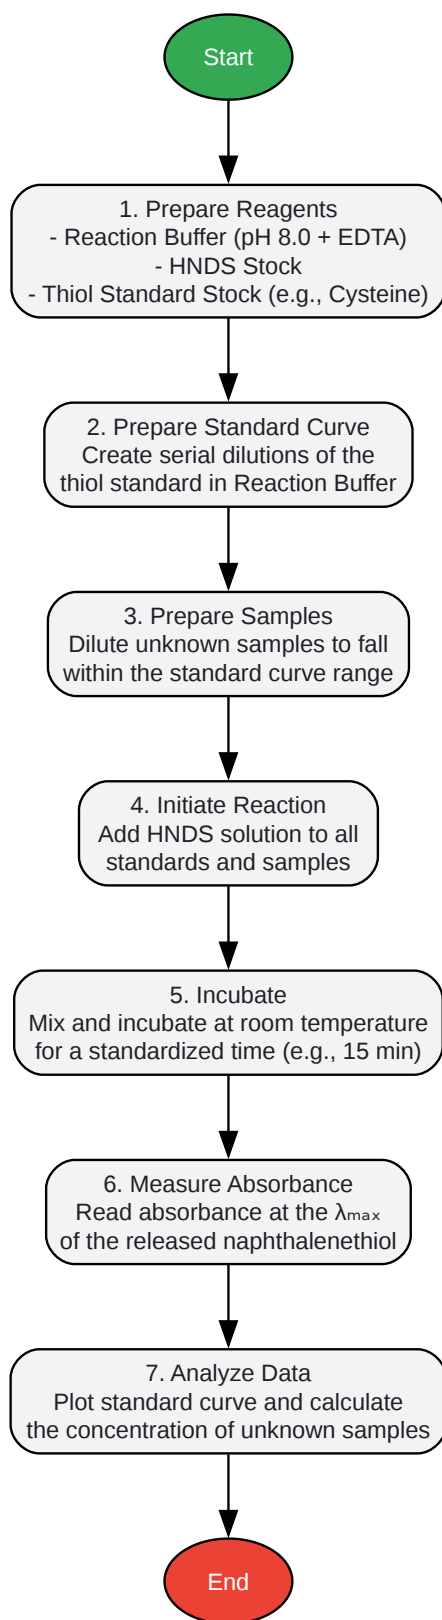 Start
1. Prepare Reagents
- Reaction Buffer (pH 8.0 + EDTA)
- HNDS Stock
- Thiol Standard Stock (e.g., Cysteine)
2. Prepare Standard Curve
Create serial dilutions of the
thiol standard in Reaction Buffer
3. Prepare Samples
Dilute unknown samples to fall
within the standard curve range
4. Initiate Reaction
Add HNDS solution to all
standards and samples
5. Incubate
Mix and incubate at room temperature
for a standardized time (e.g., 15 min)
6. Measure Absorbance
Read absorbance at the λₘₐₓ
of the released naphthalenethiol
7. Analyze Data
Plot standard curve and calculate
the concentration of unknown samples
End